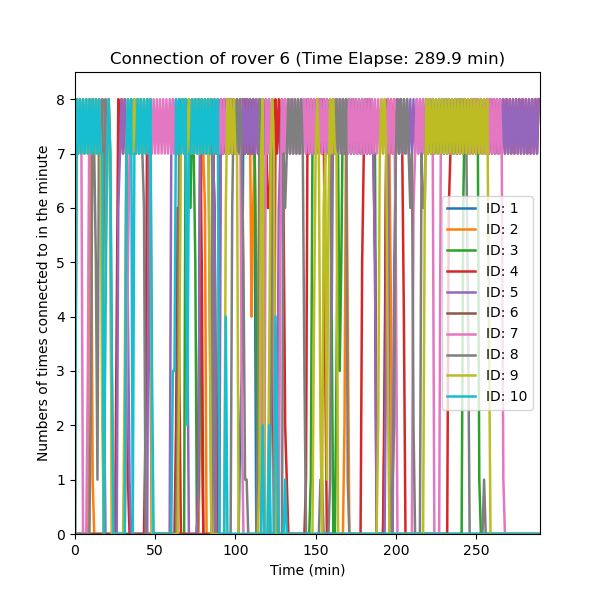 Connection of rover 6 (Time Elapse: 289.9 min)
Numbers of times connected to in the minute
8
7
6
5
4
3
2
1
0
ID: 1
ID: 2
ID: 3
ID: 4
ID: 5
ID: 6
ID: 7
ID: 8
ID: 9
ID: 10
0 50 100 150 200 250
Time (min)